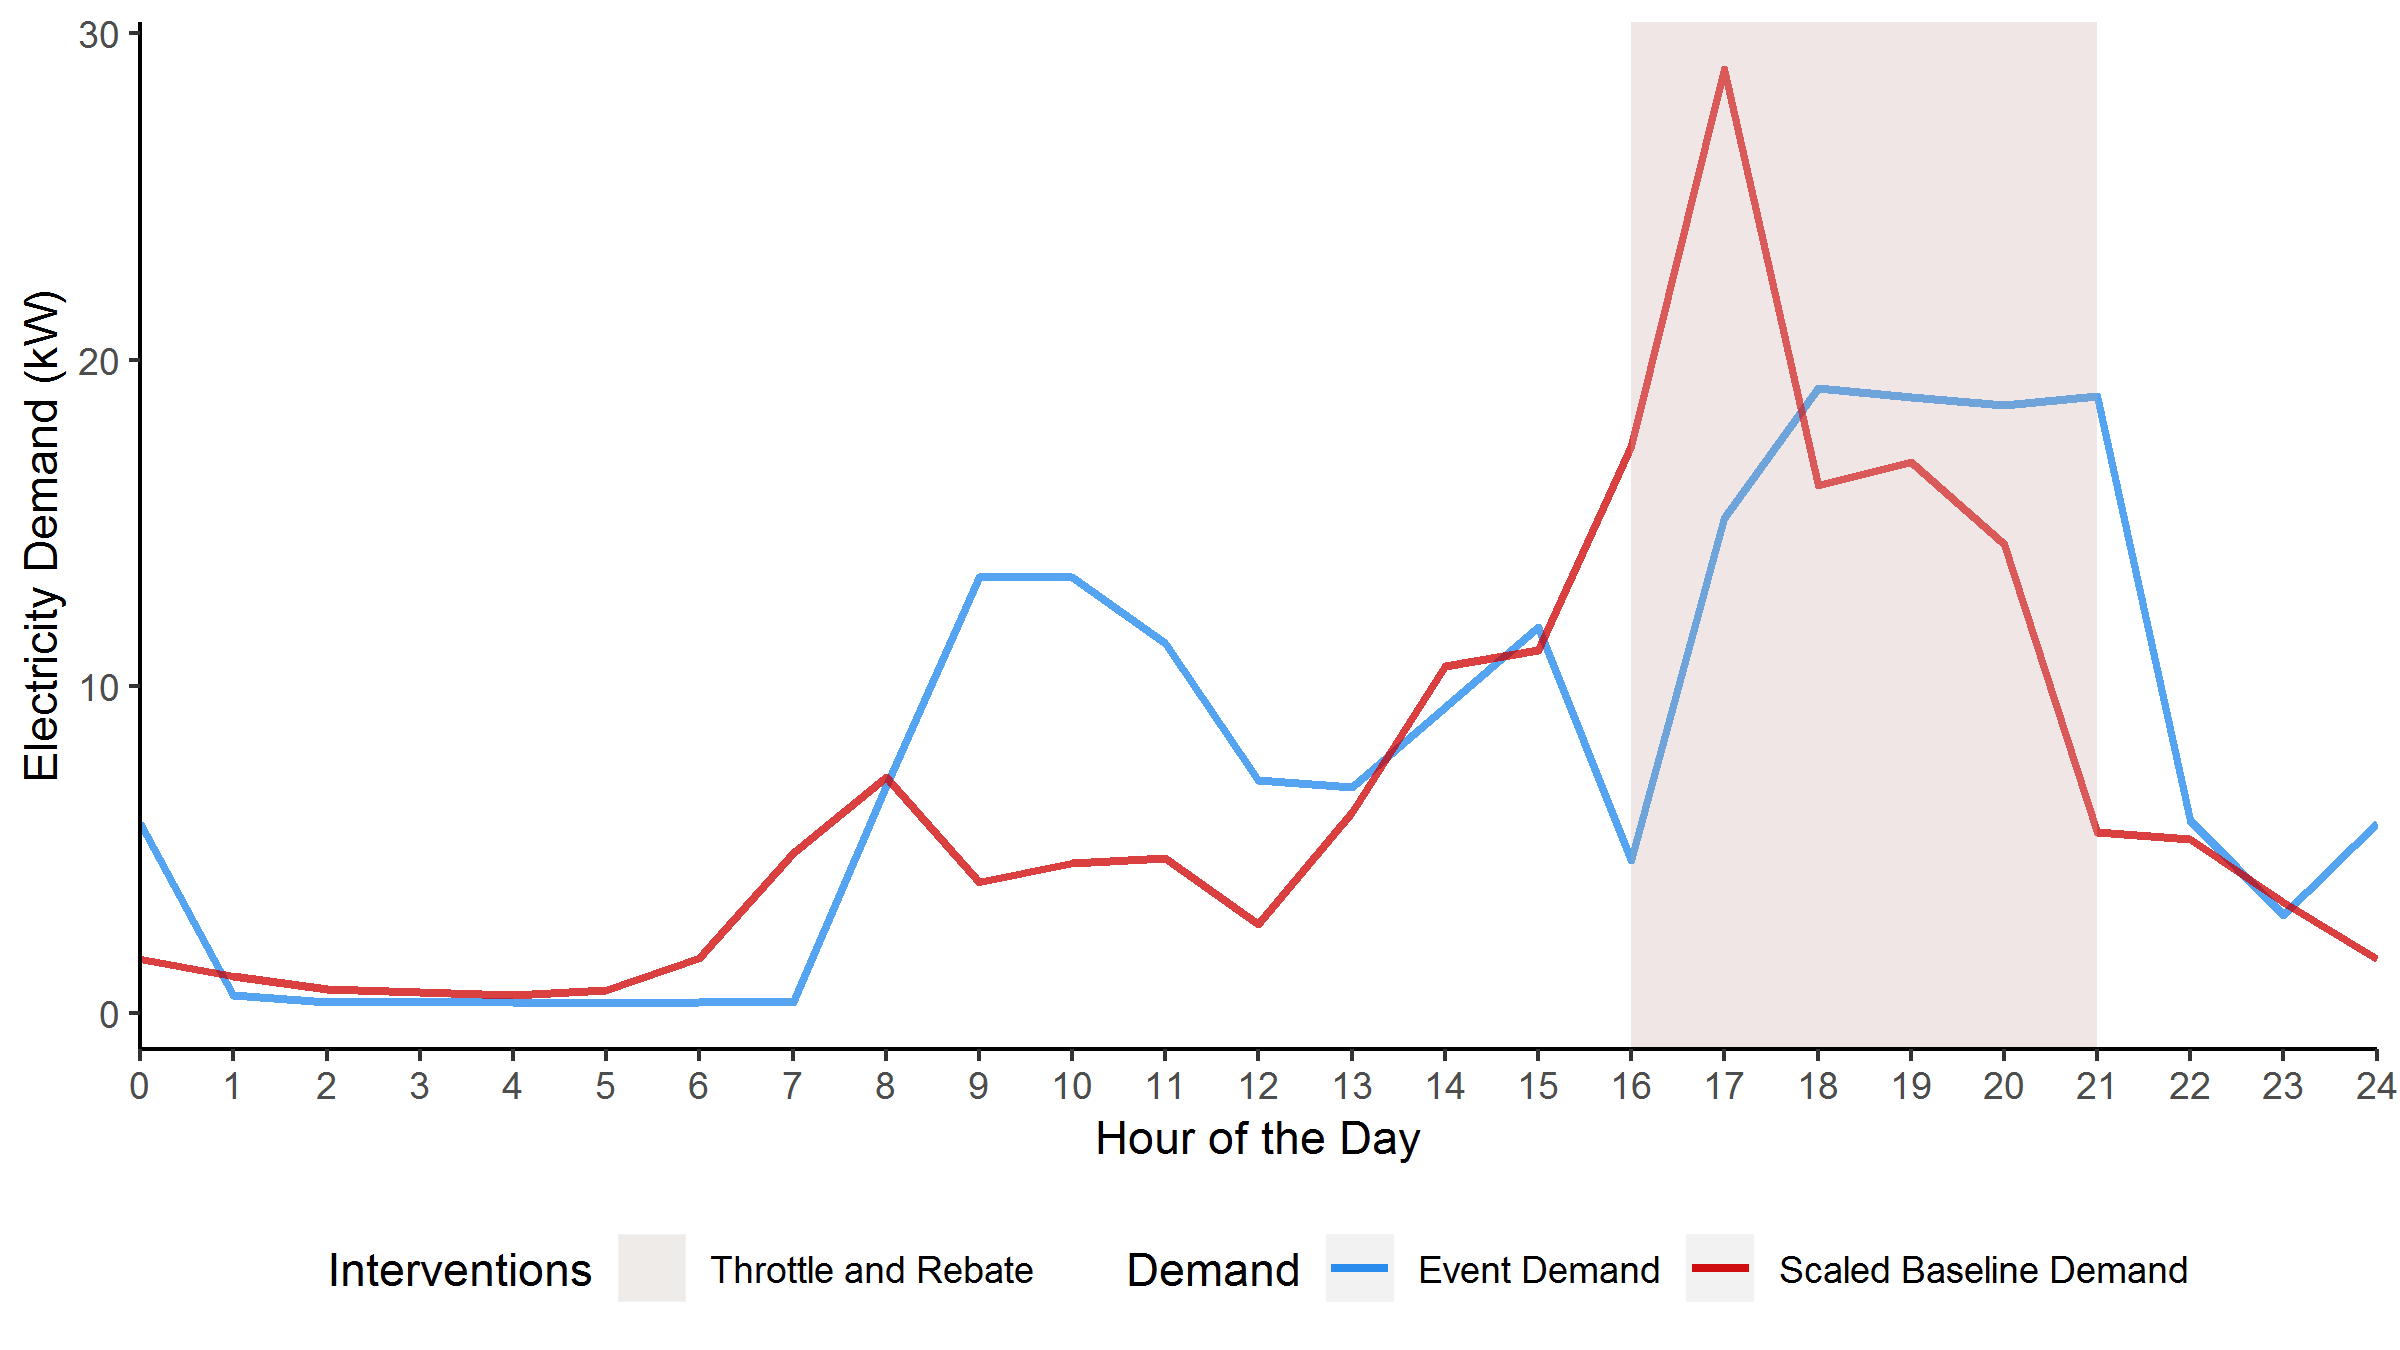 Electricity Demand (kW)
30
20
10
0
0 1 2 3 4 5 6 7 8 9 10 11 12 13 14 15 16 17 18 19 20 21 22 23 24
Hour of the Day
Interventions Throttle and Rebate Demand Event Demand Scaled Baseline Demand